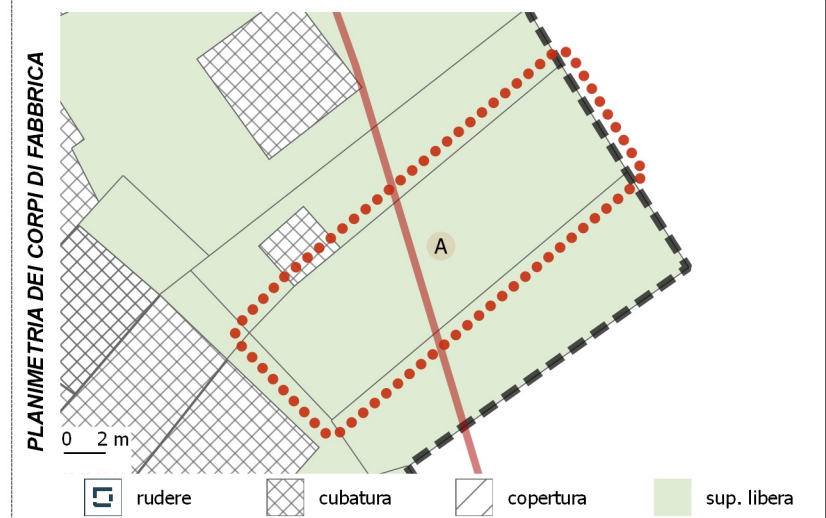 PLANIMETRIA DEI CORPI DI FABBRICA
A
0 2 m
rudere cubatura copertura sup. libera